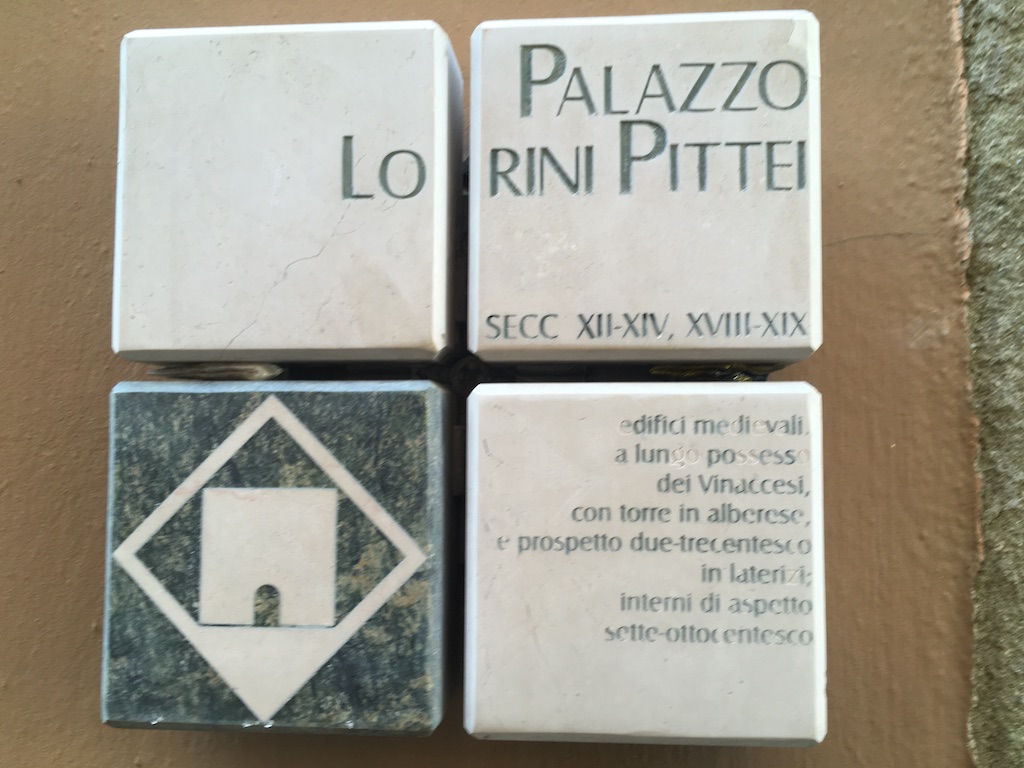 PALAZZO
LORINI PITTEI
SECC XII-XIV, XVIII-XIX
edifici medievali,
a lungo possesso
dei Vinaccesi,
con torre in alberese,
e prospetto due-trecentesco
in laterizi;
interni di aspetto
sette-ottocentesco